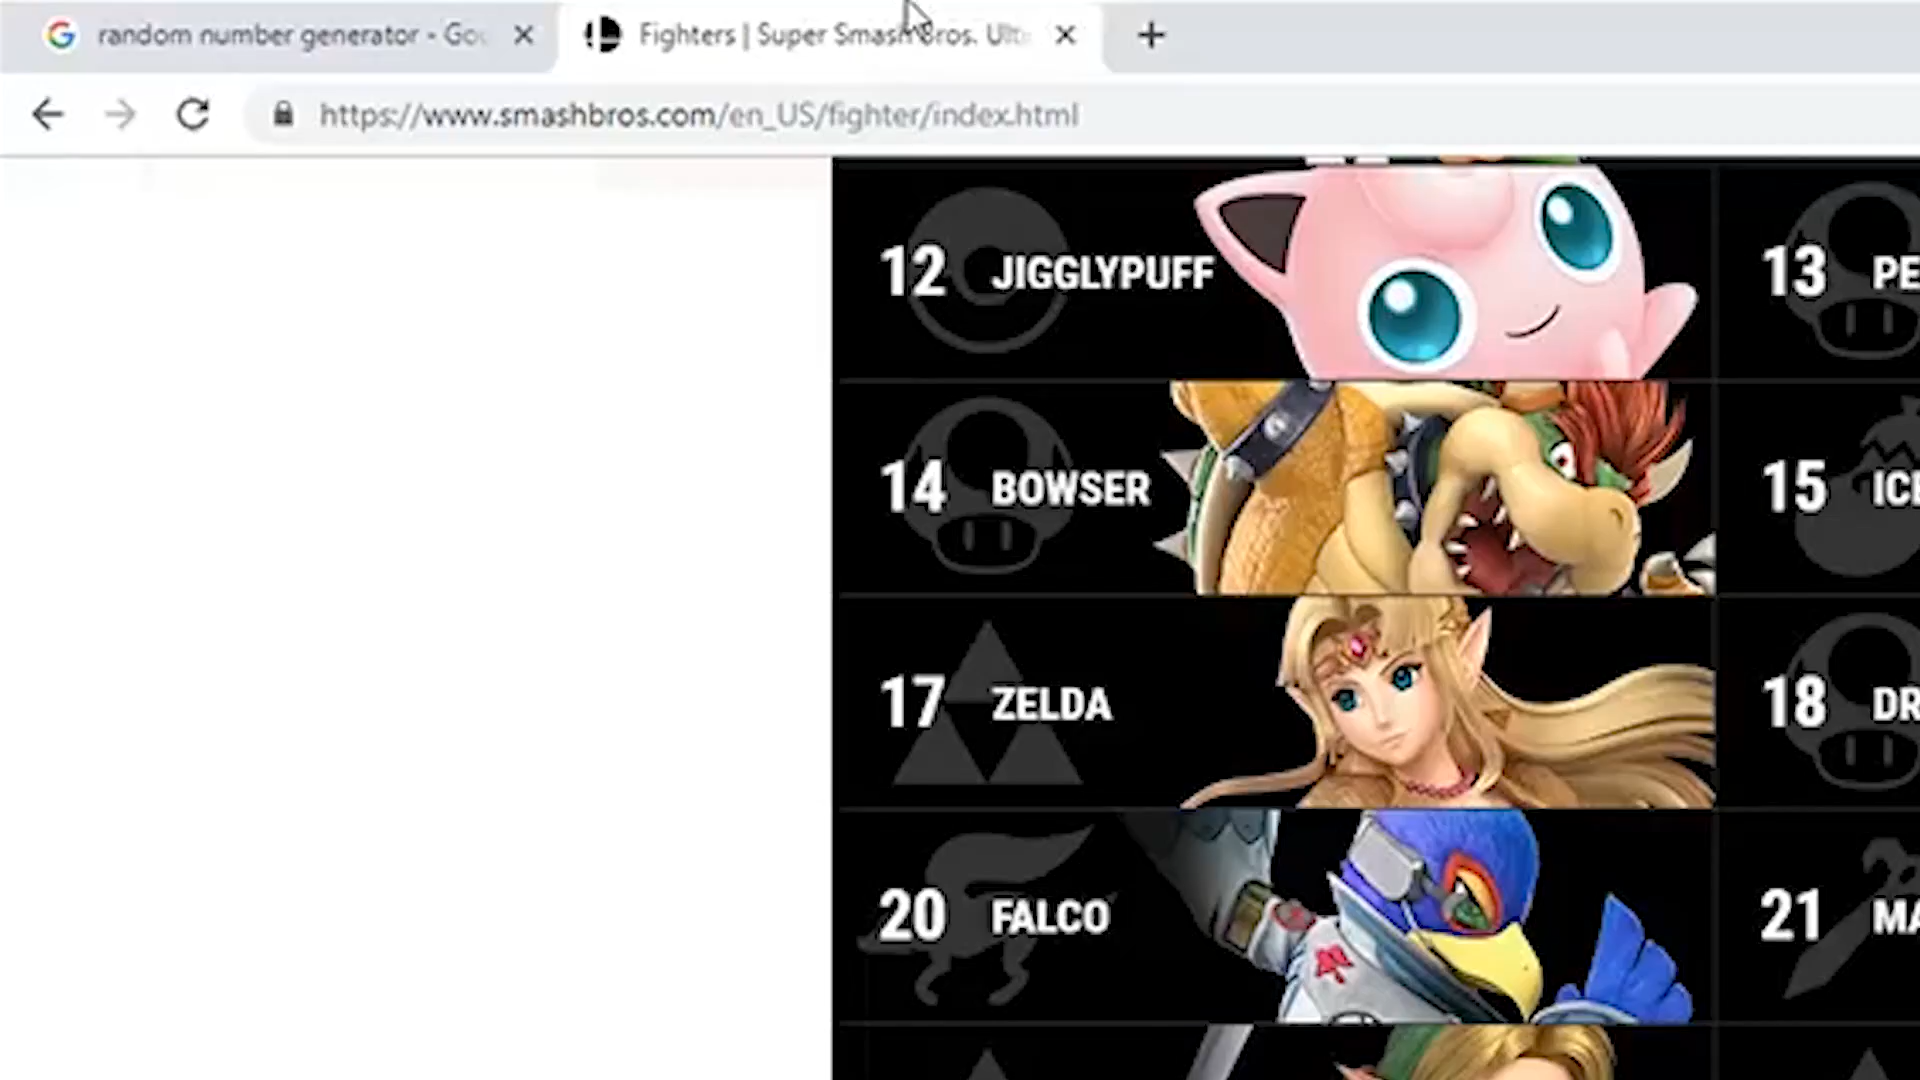 random number generator - Go
Fighters | Super Smash Bros. Ult
https://www.smashbros.com/en_US/fighter/index.html
12 JIGGLYPUFF
13 PE
14 BOWSER
15 ICE
17 ZELDA
18 DR
20 FALCO
21 MA